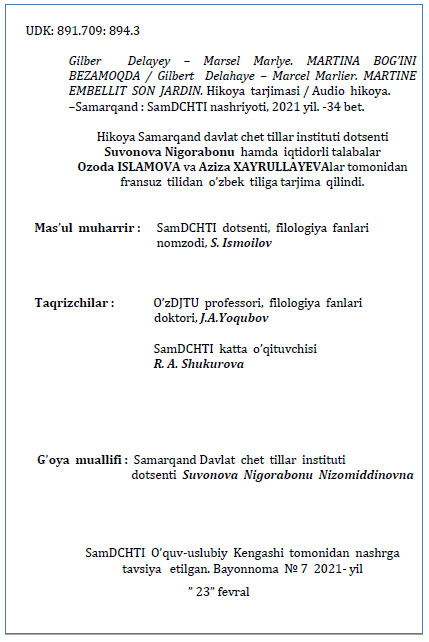 UDK: 891.709: 894.3
Gilber Delayey – Marsel Marlye. MARTINA BOG’INI
BEZAMOQDA / Gilbert Delahaye – Marcel Marlier. MARTINE
EMBELLIT SON JARDIN. Hikoya tarjimasi / Audio hikoya.
–Samarqand : SamDCHTI nashriyoti, 2021 yil. -34 bet.
Hikoya Samarqand davlat chet tillar instituti dotsenti
Suvonova Nigorabonu hamda iqtidorli talabalar
Ozoda ISLAMOVA va Aziza XAYRULLAYEVAlar tomonidan
fransuz tilidan o’zbek tiliga tarjima qilindi.
Mas’ul muharrir : SamDCHTI dotsenti, filologiya fanlari
nomzodi, S. Ismoilov
Taqrizchilar : O’zDJTU professori, filologiya fanlari
doktori, J.A.Yoqubov
SamDCHTI katta o’qituvchisi
R. A. Shukurova
G’oya muallifi : Samarqand Davlat chet tillar instituti
dotsenti Suvonova Nigorabonu Nizomiddinovna
SamDCHTI O’quv-uslubiy Kengashi tomonidan nashrga
tavsiya etilgan. Bayonnoma № 7 2021- yil
” 23” fevral